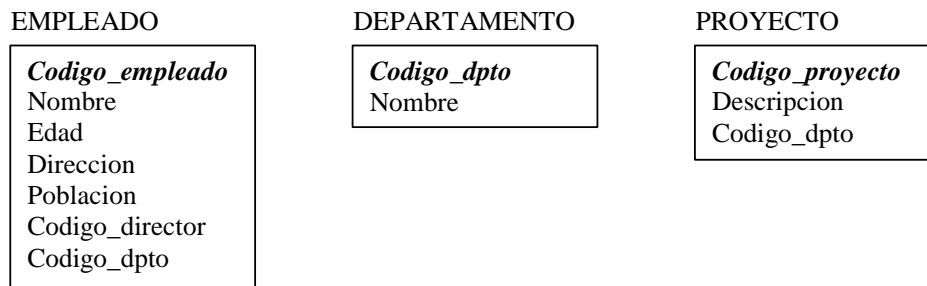 EMPLEADO
Codigo_empleado
Nombre
Edad
Direccion
Poblacion
Codigo_director
Codigo_dpto
DEPARTAMENTO
Codigo_dpto
Nombre
PROYECTO
Codigo_proyecto
Descripcion
Codigo_dpto